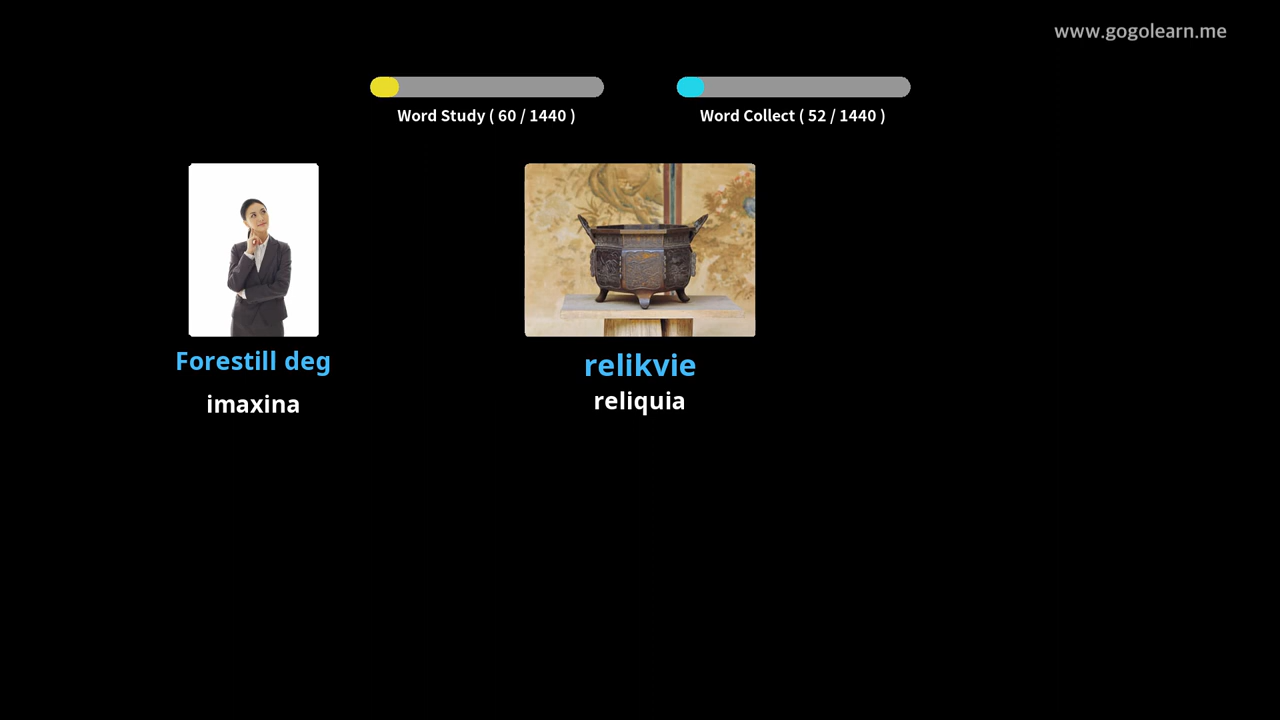 www.gogolearn.me
Word Study ( 60 / 1440 )
Word Collect ( 52 / 1440 )
Forestill deg
imaxina
relikvie
reliquia